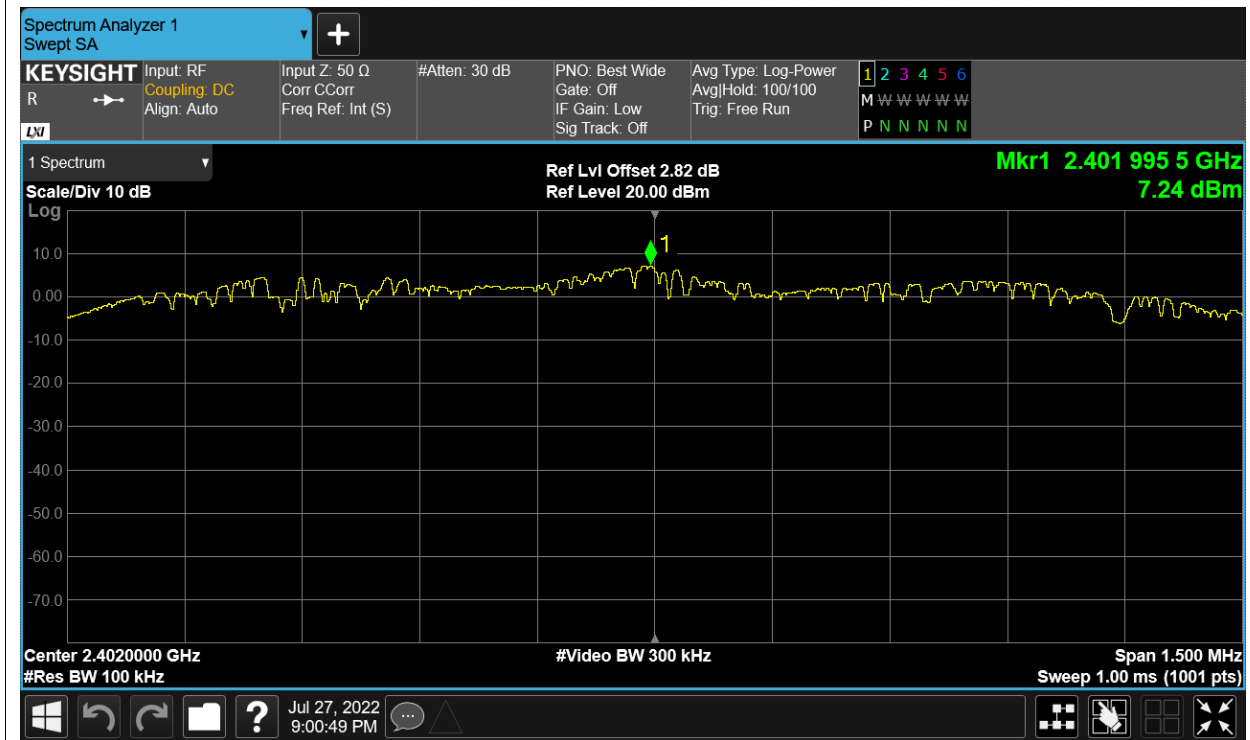 Spectrum Analyzer 1
Swept SA
KEYSIGHT
R
LXI
Input: RF
Coupling: DC
Align: Auto
Input Z: 50 Ω
Corr CCorr
Freq Ref: Int (S)
#Atten: 30 dB
PNO: Best Wide
Gate: Off
IF Gain: Low
Sig Track: Off
Avg Type: Log-Power
Avg|Hold: 100/100
Trig: Free Run
1 2 3 4 5 6
M W W W W W
P N N N N N
1 Spectrum
Scale/Div 10 dB
Log
Ref Lvl Offset 2.82 dB
Ref Level 20.00 dBm
Mkr1 2.401 995 5 GHz
7.24 dBm
1
10.0
0.00
-10.0
-20.0
-30.0
-40.0
-50.0
-60.0
-70.0
Center 2.4020000 GHz
#Res BW 100 kHz
#Video BW 300 kHz
Span 1.500 MHz
Sweep 1.00 ms (1001 pts)
?
Jul 27, 2022
9:00:49 PM